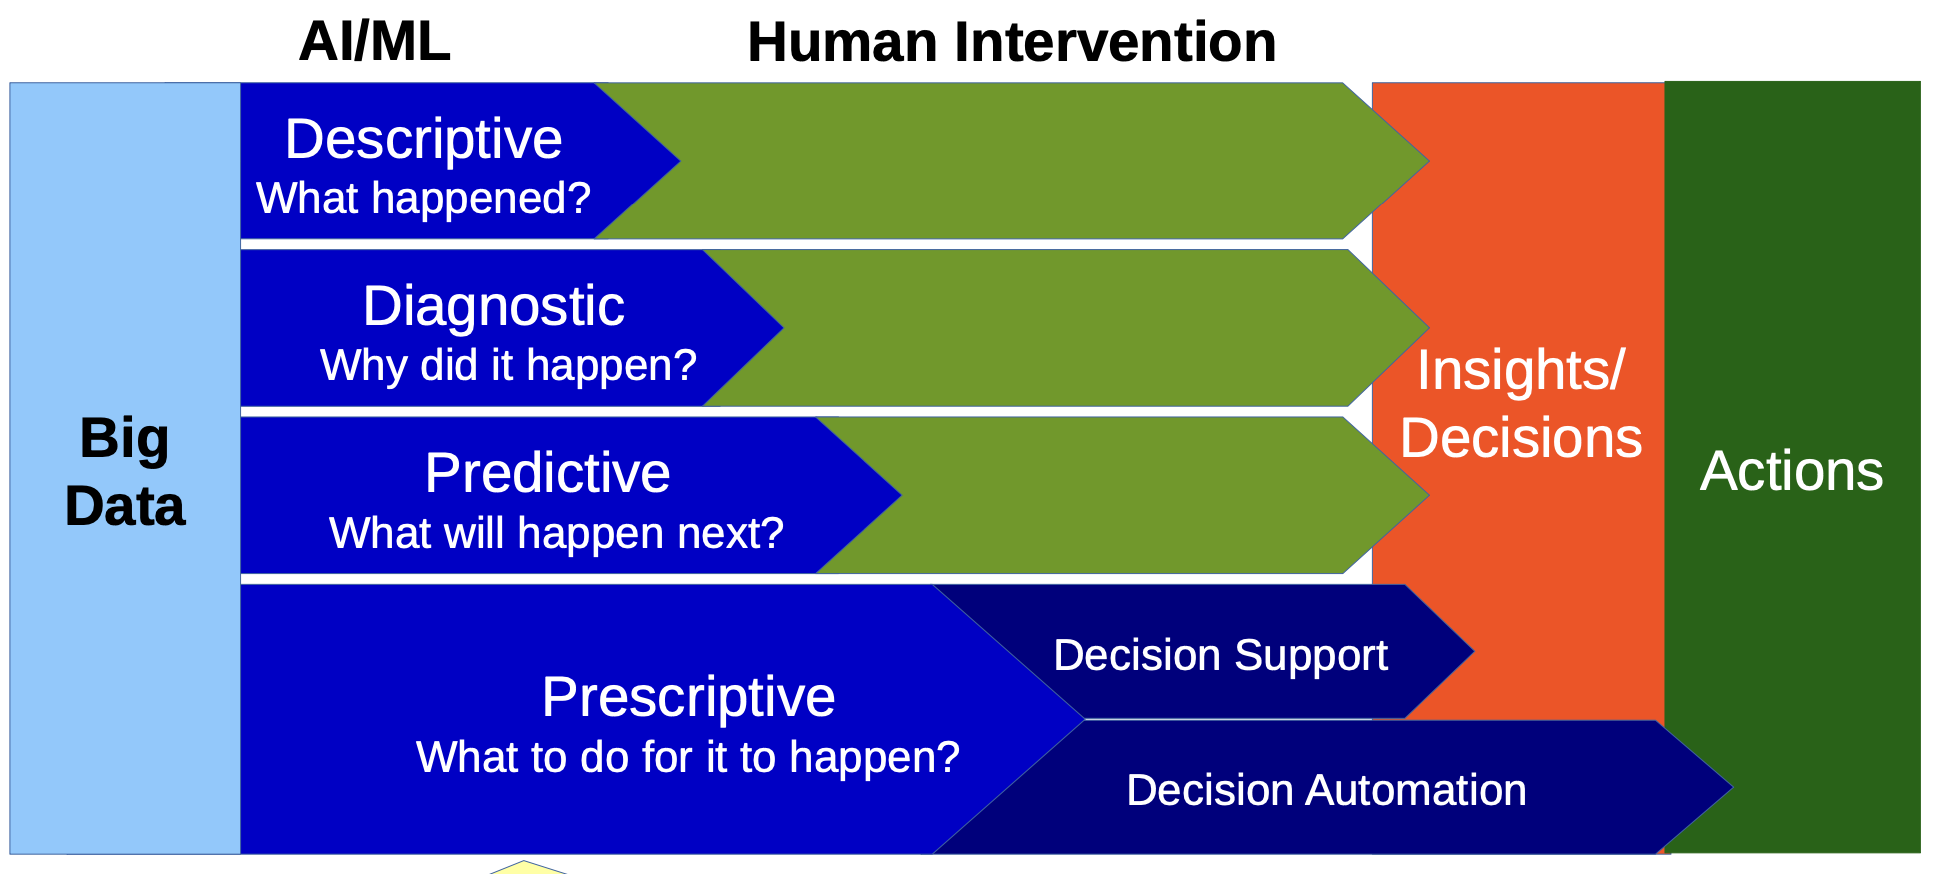 AI/ML
Human Intervention
Big
Data
Descriptive
What happened?
Diagnostic
Why did it happen?
Predictive
What will happen next?
Prescriptive
What to do for it to happen?
Decision Support
Decision Automation
Insights/
Decisions
Actions